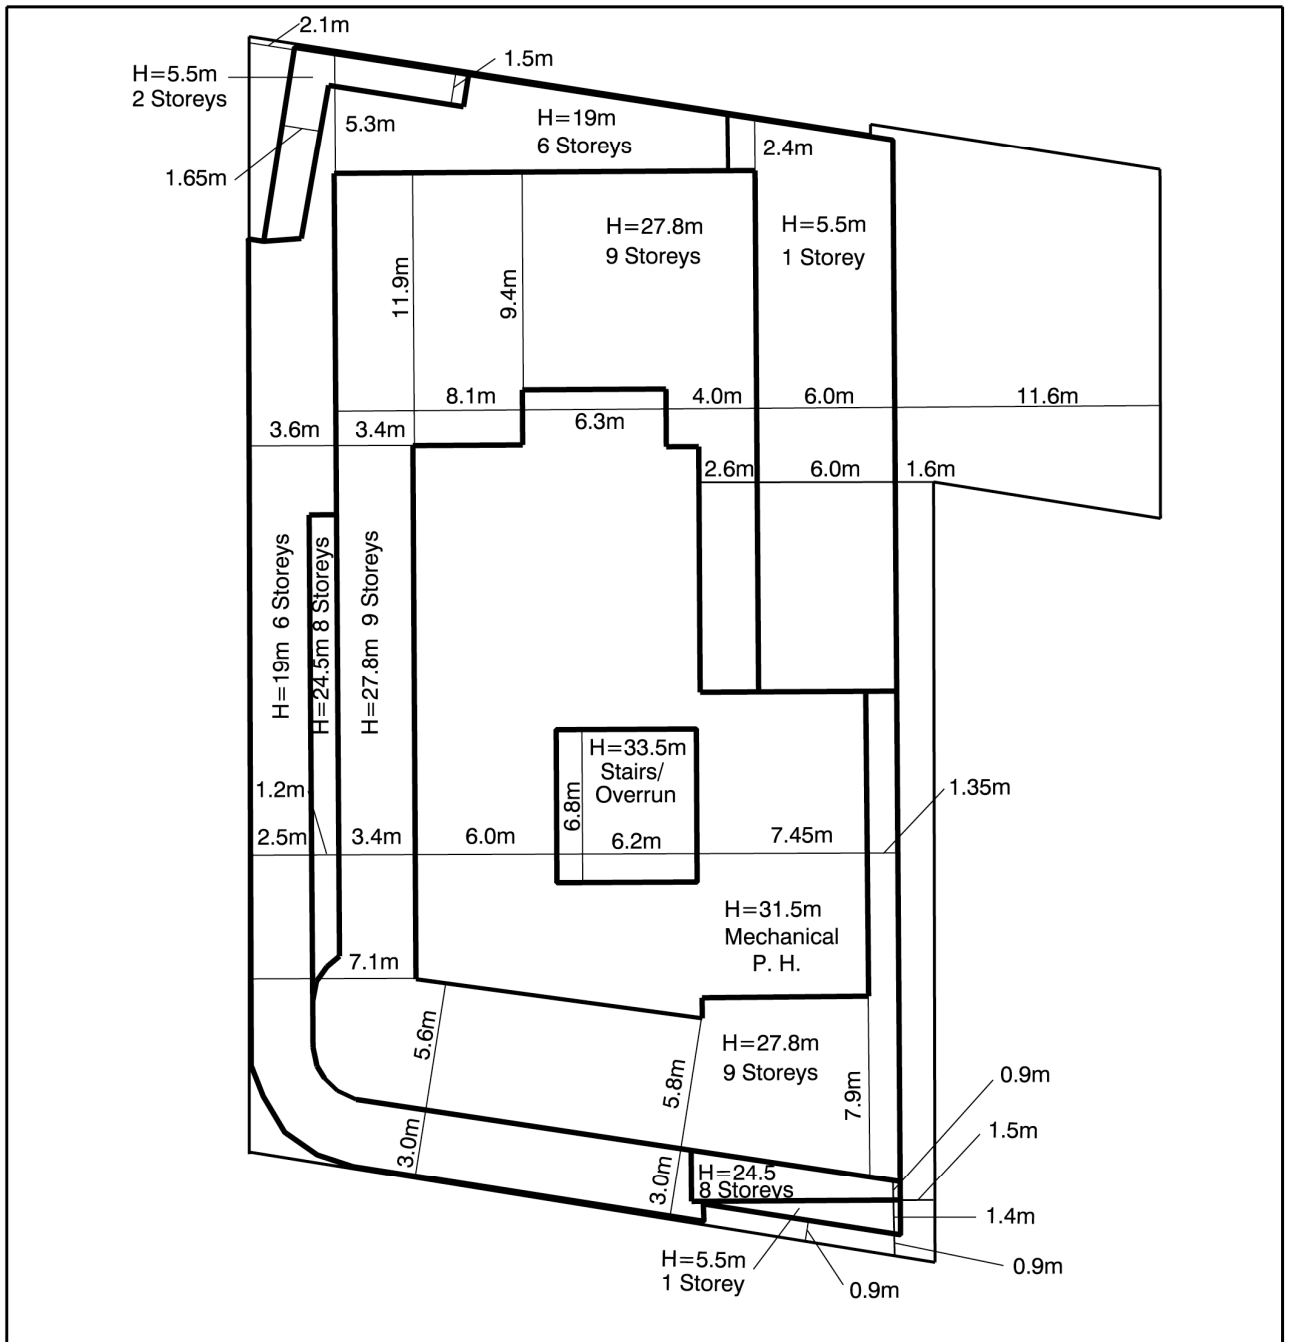 2.1m
1.5m
H=5.5m
2 Storeys
5.3m
H=19m
6 Storeys
2.4m
1.65m
H=27.8m
9 Storeys
H=5.5m
1 Storey
11.9m
9.4m
8.1m
6.3m
4.0m
6.0m
11.6m
3.6m
3.4m
2.6m
6.0m
1.6m
H=19m 6 Storeys
H=24.5m 8 Storeys
H=27.8m 9 Storeys
H=33.5m
Stairs/
Overrun
6.8m
1.2m
1.35m
2.5m
3.4m
6.0m
6.2m
7.45m
H=31.5m
Mechanical
P. H.
7.1m
5.6m
5.8m
H=27.8m
9 Storeys
7.9m
0.9m
1.5m
3.0m
3.0m
H=24.5
8 Storeys
1.4m
H=5.5m
1 Storey
0.9m
0.9m